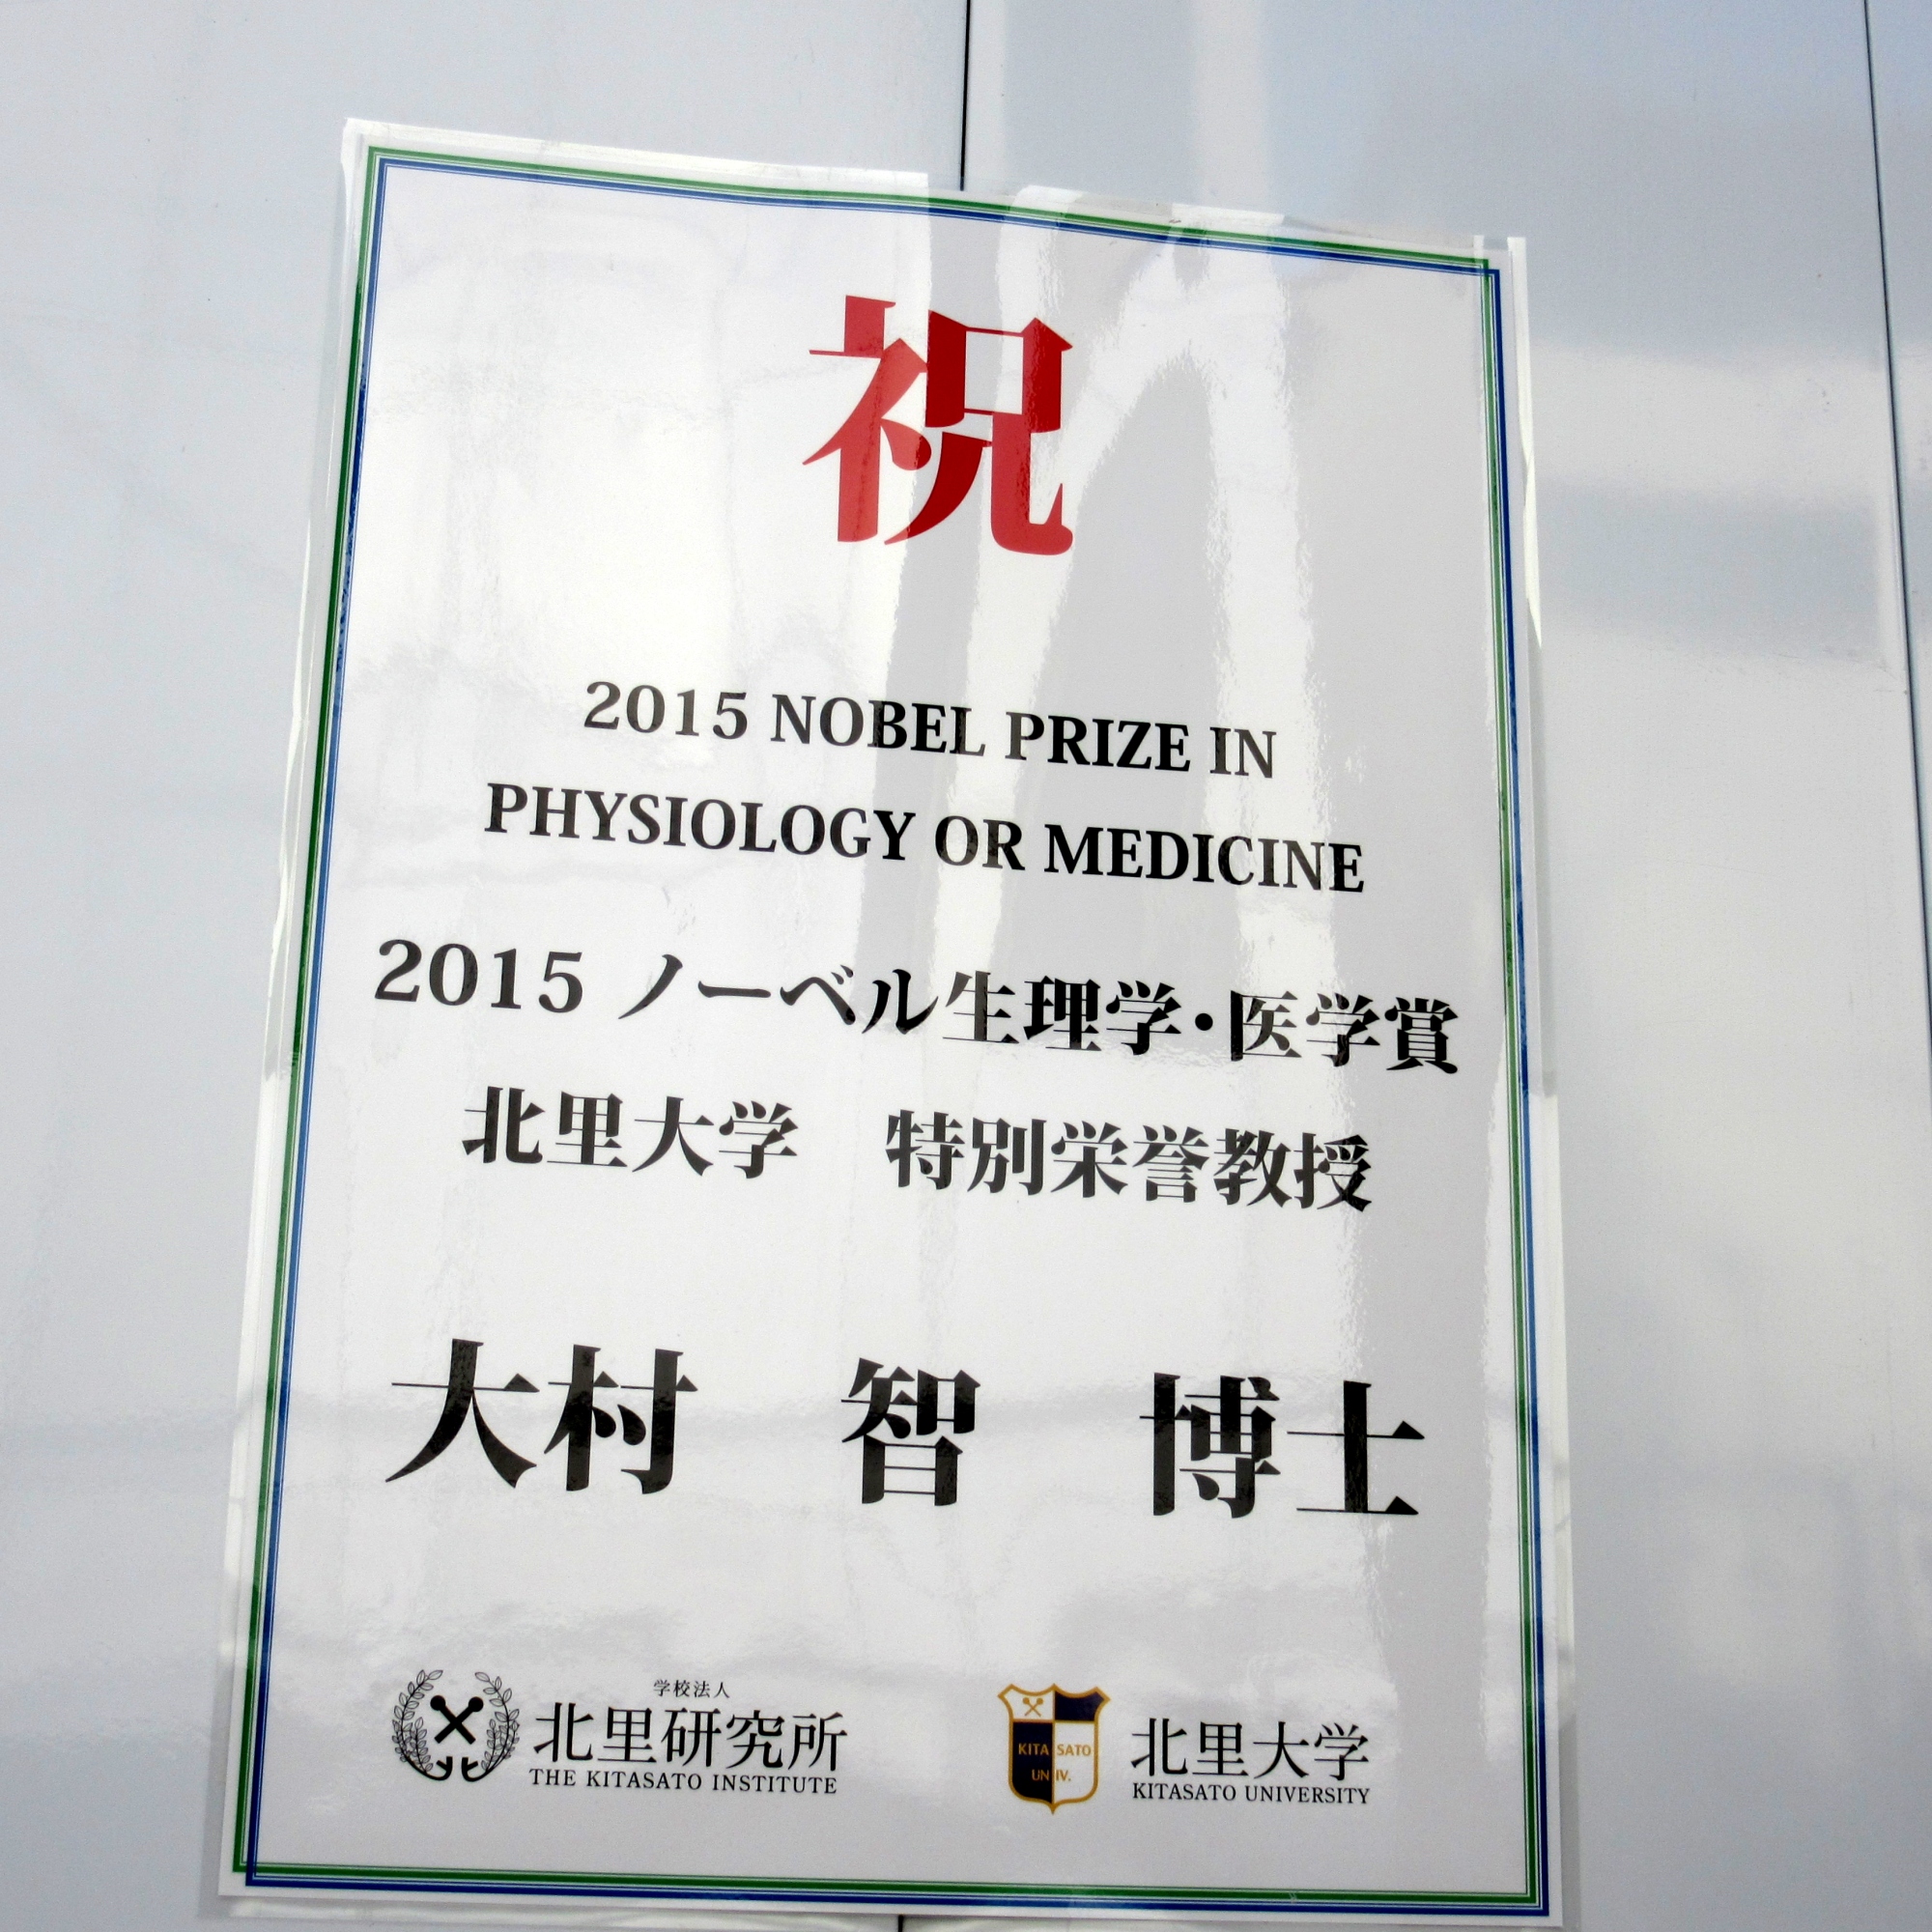 祝
2015 NOBEL PRIZE IN
PHYSIOLOGY OR MEDICINE
2015 ノーベル生理学・医学賞
北里大学　特別栄誉教授
大村　智　博士
学校法人
北里研究所
THE KITASATO INSTITUTE
KITA SATO
UNIV.
北里大学
KITASATO UNIVERSITY